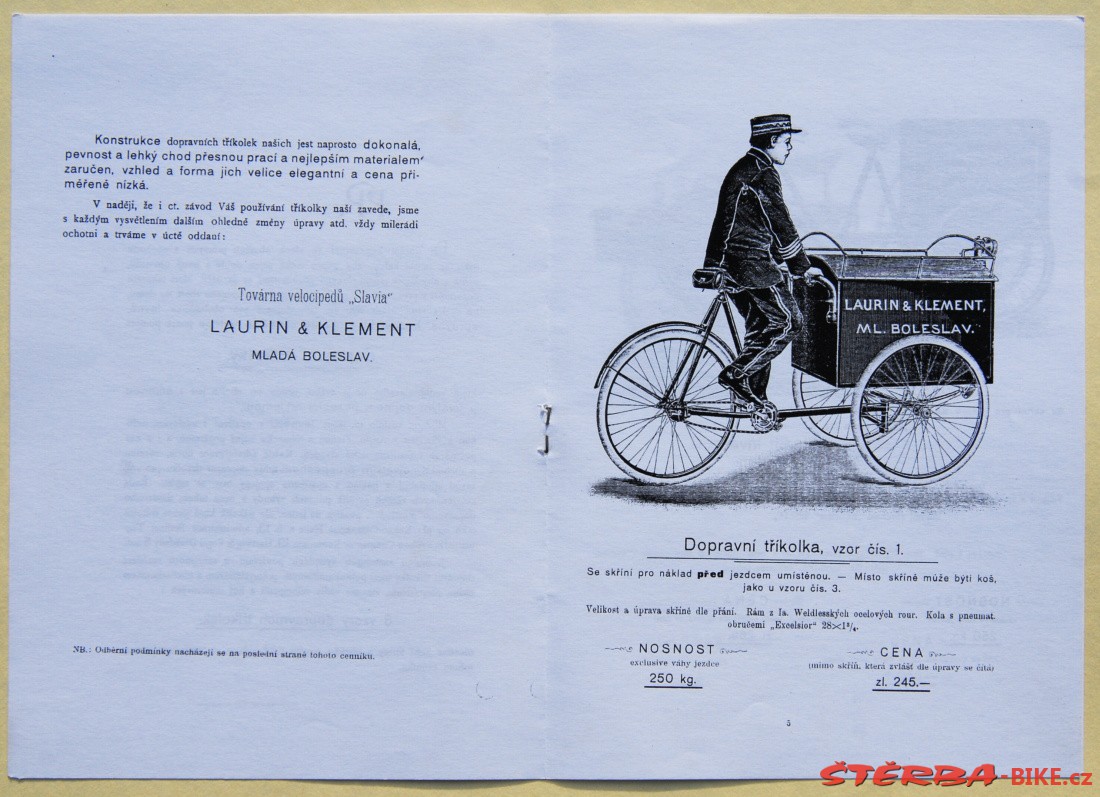 Konstrukce dopravních tříkolek našich jest naprosto dokonalá,
pevnost a lehký chod přesnou prací a nejlepším materialem
zaručen, vzhled a forma jich velice elegantní a cena při-
měřeně nízká.
V naději, že i ct. závod Váš používání tříkolky naší zavede, jsme
s každým vysvětlením dalším ohledně změny úpravy atd. vždy milerádi
ochotni a trváme v úctě oddaní:
Továrna velocipedů „Slavia“
LAURIN & KLEMENT
MLADÁ BOLESLAV.
NB.: Odběrní podmínky nacházejí se na poslední straně tohoto cenníku.
LAURIN & KLEMENT,
ML. BOLESLAV.
Dopravní tříkolka, vzor čís. 1.
Se skříní pro náklad před jezdcem umístěnou. — Místo skříně může býti koš,
jako u vzoru čís. 3.
Velikost a úprava skříně dle přání. Rám z Ia. Weldlesských ocelových rour. Kola s pneumat.
obručemi „Excelsior“ 28×1³/₄.
NOSNOST
exclusive váhy jezdce
250 kg.
CENA
(mimo skříň, která zvlášť dle úpravy se čítá)
zl. 245.—
5
ŠTĚRBA-BIKE.cz